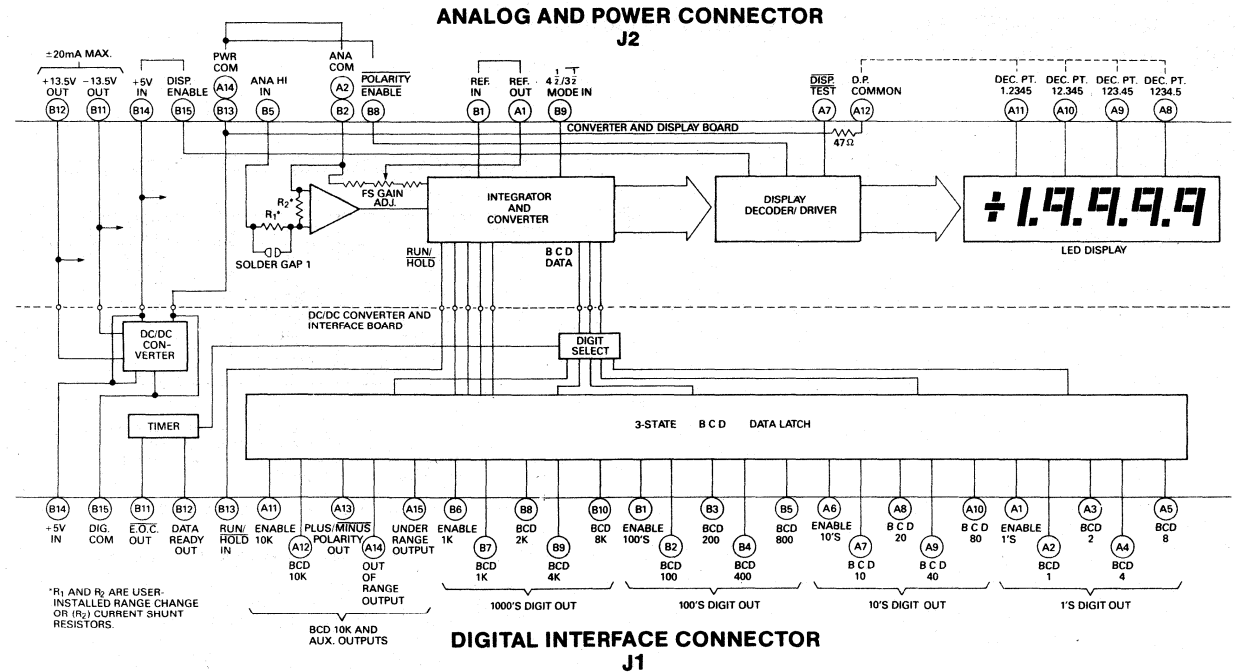 ANALOG AND POWER CONNECTOR
J2
±20mA MAX.
+13.5V OUT
B12
−13.5V OUT
B11
+5V IN
B14
DISP. ENABLE
B15
PWR COM
A14
B13
ANA HI IN
B5
ANA COM
A2
B2
POLARITY ENABLE
B8
REF. IN
B1
REF. OUT
A1
4 1/2/3 1/2
MODE IN
B9
DISP. TEST
A7
D.P. COMMON
A12
DEC. PT. 1.2345
A11
DEC. PT. 12.345
A10
DEC. PT. 123.45
A9
DEC. PT. 1234.5
A8
CONVERTER AND DISPLAY BOARD
47Ω
R2*
R1*
SOLDER GAP 1
FS GAIN ADJ.
INTEGRATOR AND CONVERTER
DISPLAY DECODER/DRIVER
÷1.9.9.9.9
LED DISPLAY
RUN/HOLD
BCD DATA
DC/DC CONVERTER AND
INTERFACE BOARD
DC/DC CON-VERTER
DIGIT SELECT
TIMER
3-STATE BCD DATA LATCH
B14
+5V IN
B15
DIG. COM
B11
E.O.C. OUT
B12
DATA READY OUT
B13
RUN/HOLD IN
A11
ENABLE 10K
A12
BCD 10K
A13
PLUS/MINUS POLARITY OUT
A14
OUT OF RANGE OUTPUT
A15
UNDER RANGE OUTPUT
B6
ENABLE 1K
B7
BCD 1K
B8
BCD 2K
B9
BCD 4K
B10
BCD 8K
B1
ENABLE 100'S
B2
BCD 100
B3
BCD 200
B4
BCD 400
B5
BCD 800
A6
ENABLE 10'S
A7
BCD 10
A8
BCD 20
A9
BCD 40
A10
BCD 80
A1
ENABLE 1'S
A2
BCD 1
A3
BCD 2
A4
BCD 4
A5
BCD 8
*R1 AND R2 ARE USER-
INSTALLED RANGE CHANGE
OR (R2) CURRENT SHUNT
RESISTORS.
BCD 10K AND
AUX. OUTPUTS
1000'S DIGIT OUT
100'S DIGIT OUT
10'S DIGIT OUT
1'S DIGIT OUT
DIGITAL INTERFACE CONNECTOR
J1